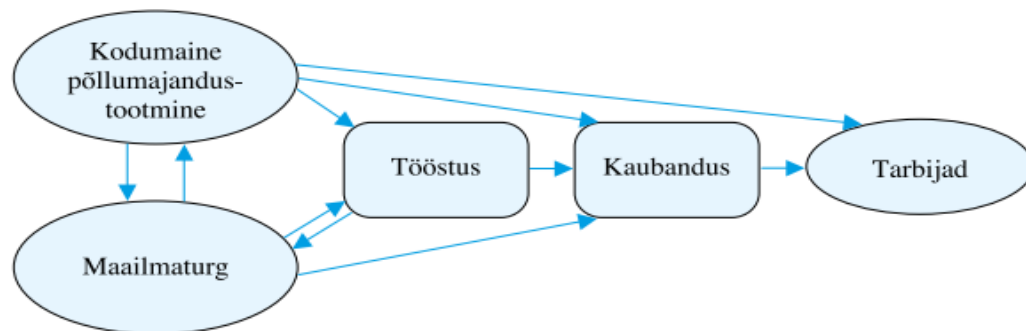 Kodumaine
põllumajandus-
tootmine
Tööstus
Kaubandus
Tarbijad
Maailmaturg